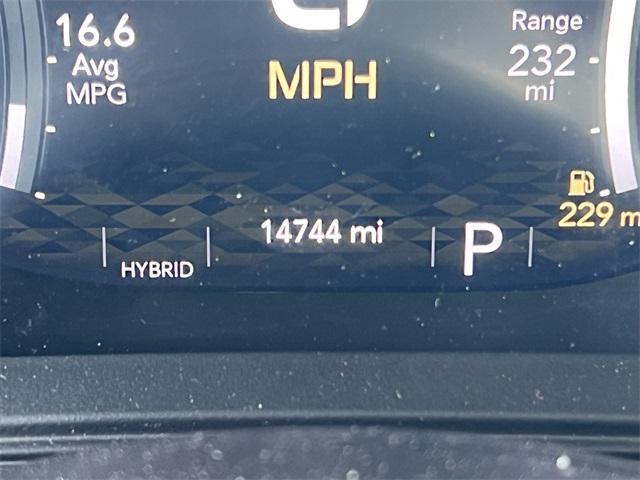 16.6
Avg
MPG
MPH
Range
232
mi
229 m
14744 mi
P
HYBRID